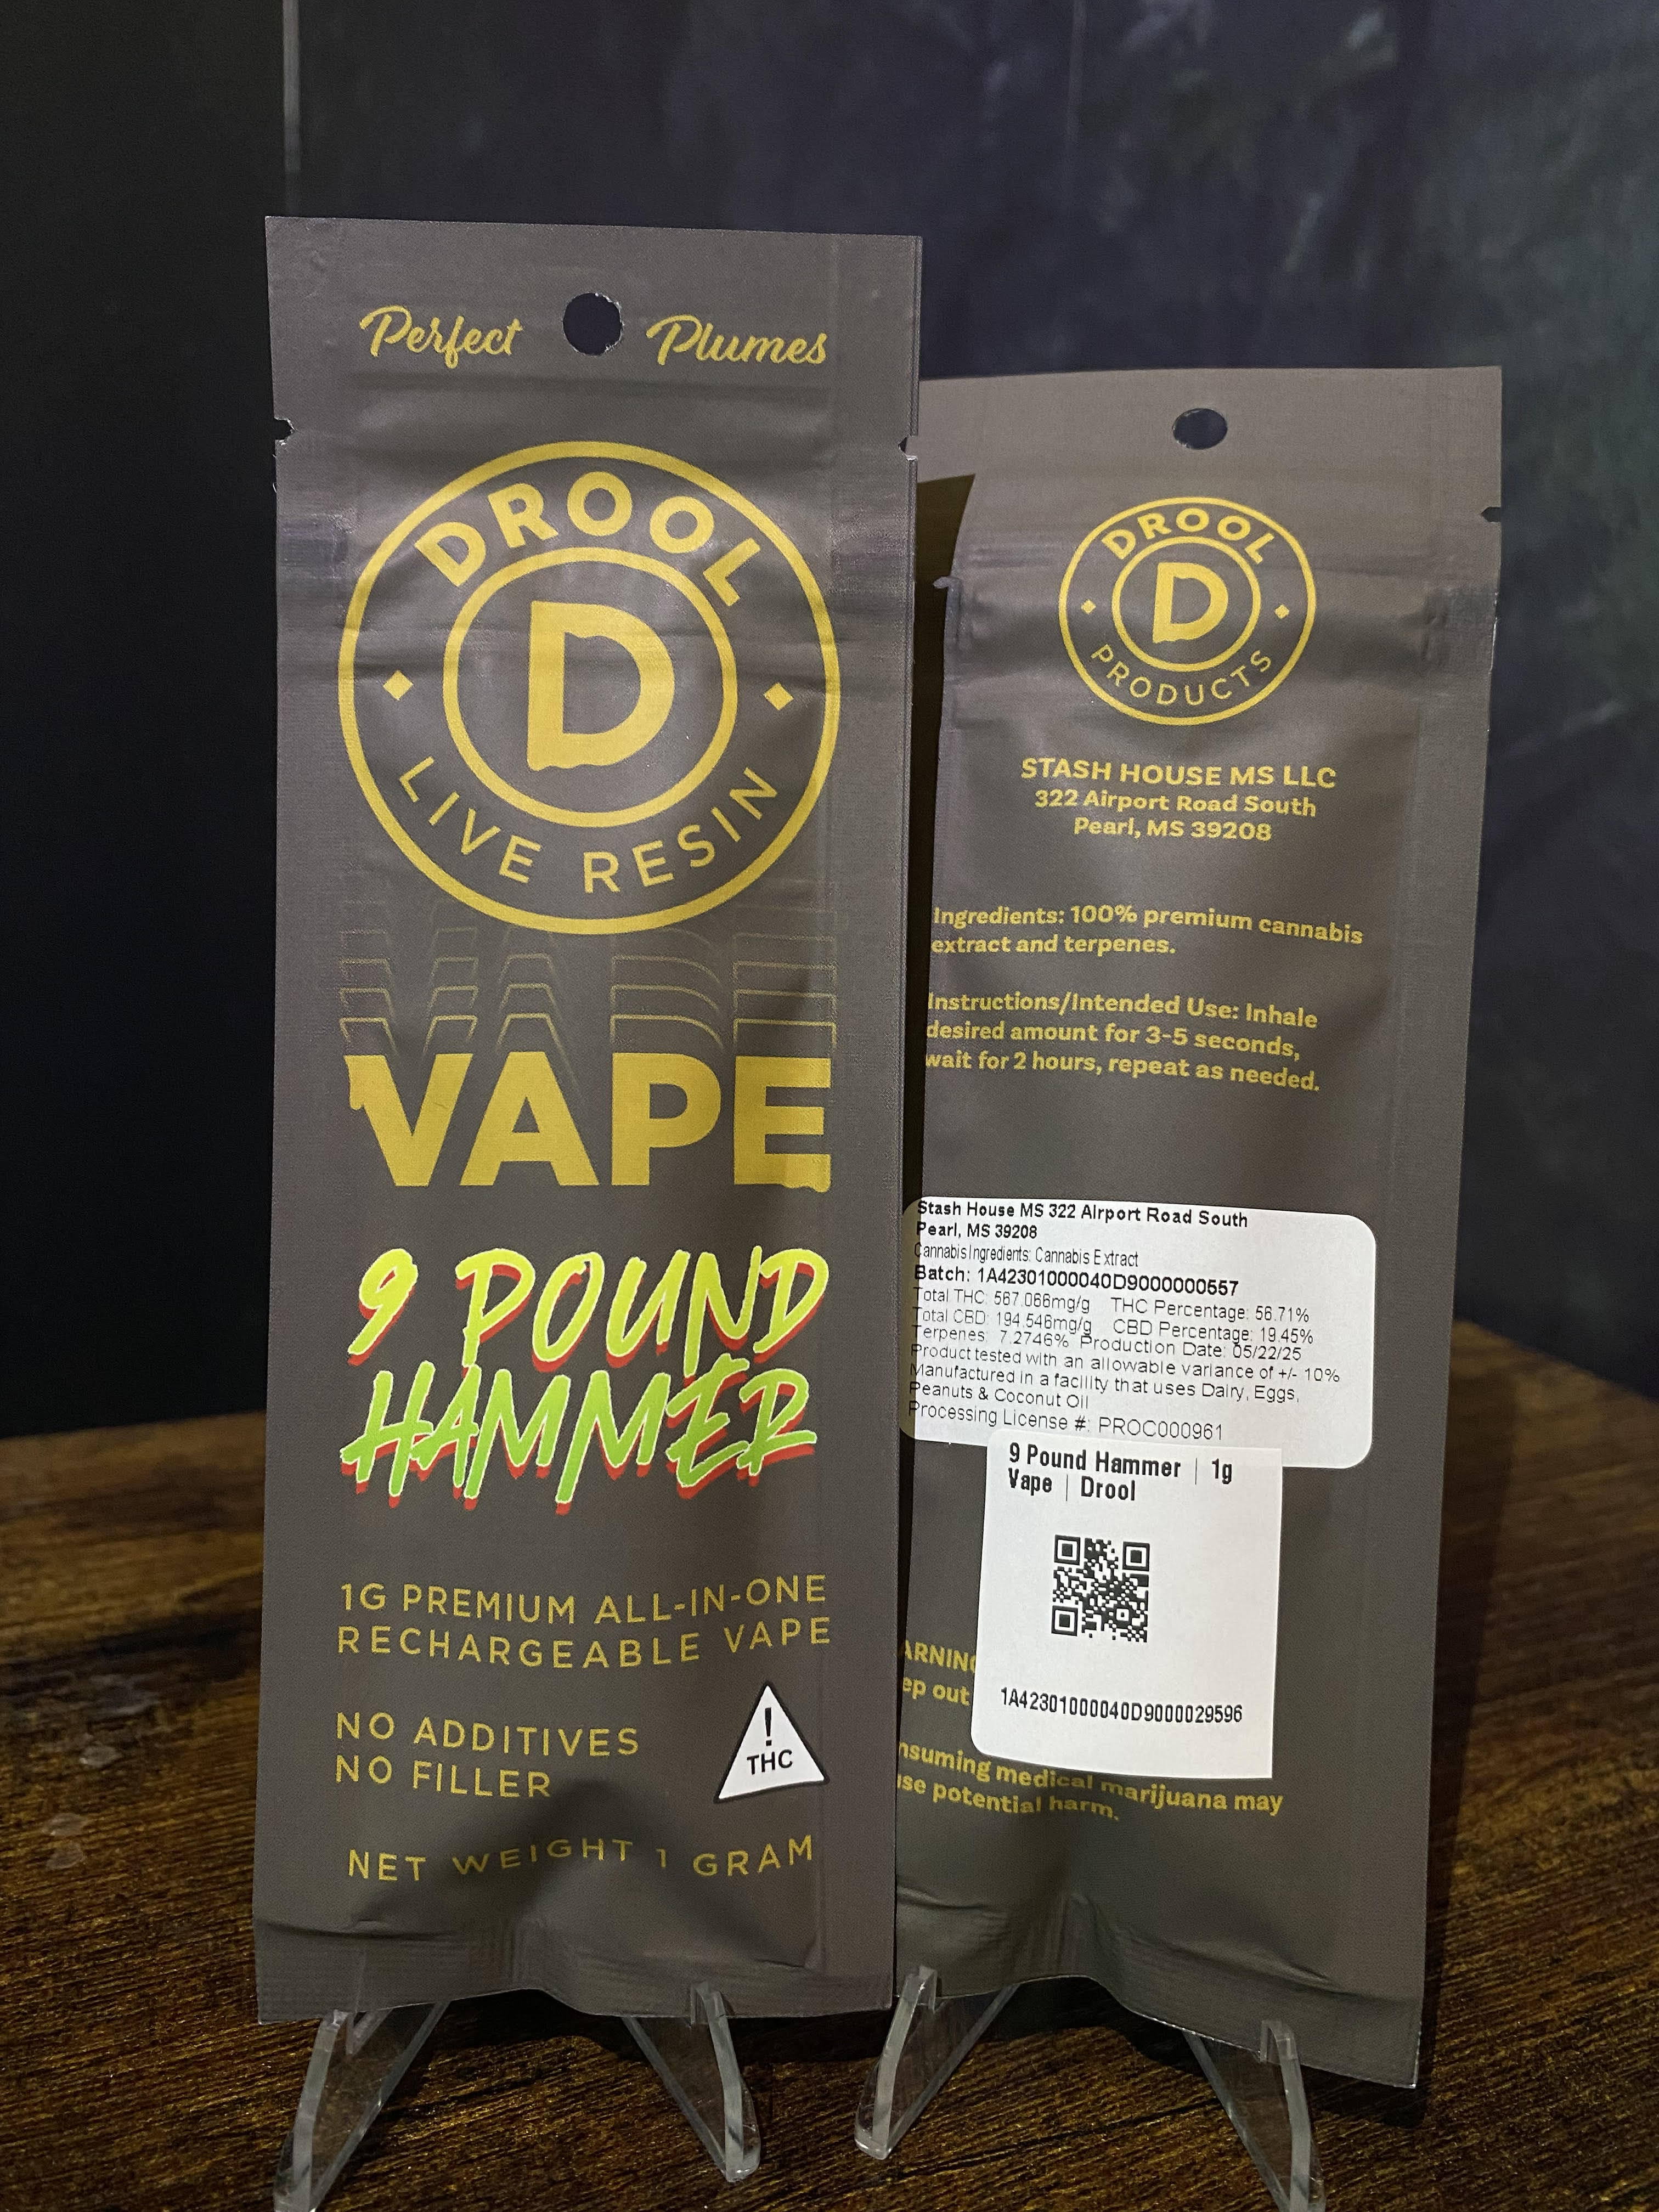 Perfect Plumes
DROOL
D
LIVE RESIN
VAPE
9 POUND
HAMMER
1G PREMIUM ALL-IN-ONE
RECHARGEABLE VAPE
NO ADDITIVES
NO FILLER
!
THC
NET WEIGHT 1 GRAM
DROOL
D
PRODUCTS
STASH HOUSE MS LLC
322 Airport Road South
Pearl, MS 39208
Ingredients: 100% premium cannabis
extract and terpenes.
Instructions/Intended Use: Inhale
desired amount for 3-5 seconds,
wait for 2 hours, repeat as needed.
Stash House MS 322 Airport Road South
Pearl, MS 39208
Cannabis Ingredients: Cannabis Extract
Batch: 1A42301000040D9000000557
Total THC: 567.066mg/g THC Percentage: 56.71%
Total CBD: 194.546mg/g CBD Percentage: 19.45%
Terpenes: 7.2746% Production Date: 05/22/25
Product tested with an allowable variance of +/- 10%
Manufactured in a facility that uses Dairy, Eggs,
Peanuts & Coconut Oil
Processing License #: PROC000961
9 Pound Hammer | 1g
Vape | Drool
1A42301000040D9000029596
ARNING
ep out
nsuming medical marijuana may
use potential harm.